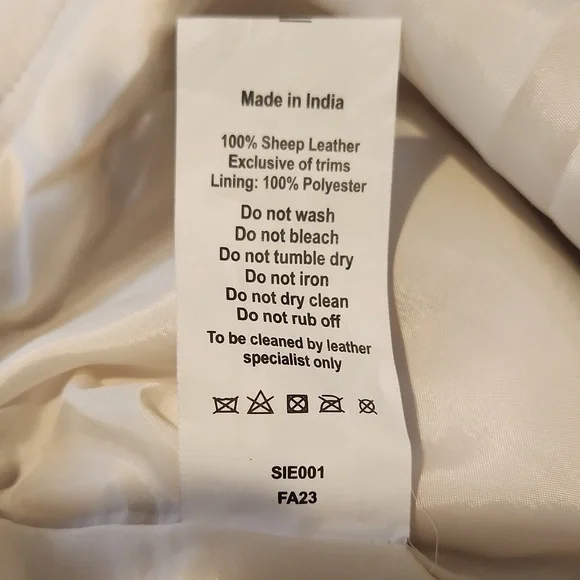 Made in India
100% Sheep Leather
Exclusive of trims
Lining: 100% Polyester
Do not wash
Do not bleach
Do not tumble dry
Do not iron
Do not dry clean
Do not rub off
To be cleaned by leather
specialist only
SIE001
FA23